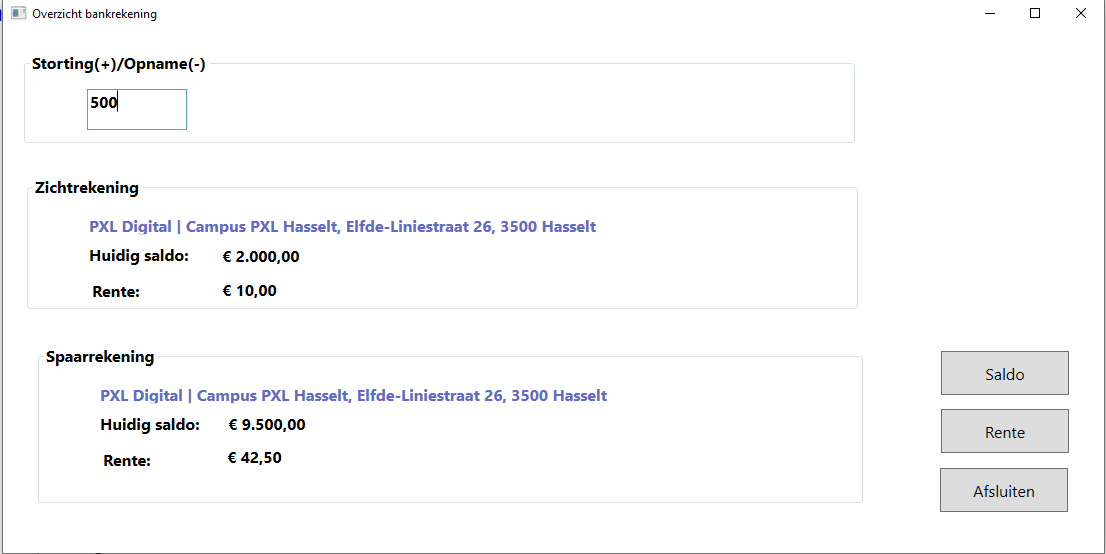 Overzicht bankrekening
Storting(+)/Opname(-)
500
Zichtrekening
PXL Digital | Campus PXL Hasselt, Elfde-Liniestraat 26, 3500 Hasselt
Huidig saldo: € 2.000,00
Rente: € 10,00
Spaarrekening
PXL Digital | Campus PXL Hasselt, Elfde-Liniestraat 26, 3500 Hasselt
Huidig saldo: € 9.500,00
Rente: € 42,50
Saldo
Rente
Afsluiten